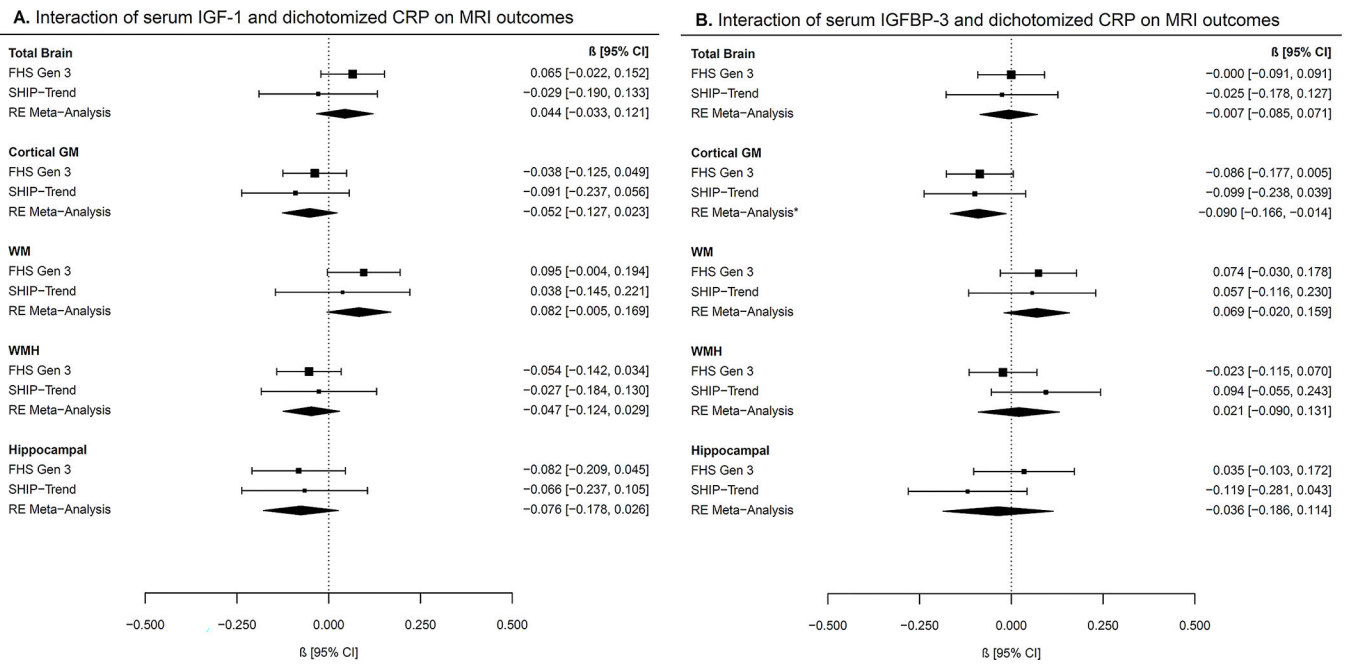 A. Interaction of serum IGF-1 and dichotomized CRP on MRI outcomes
Total Brain ß [95% CI]
FHS Gen 3 0.065 [−0.022, 0.152]
SHIP−Trend −0.029 [−0.190, 0.133]
RE Meta−Analysis 0.044 [−0.033, 0.121]
Cortical GM
FHS Gen 3 −0.038 [−0.125, 0.049]
SHIP−Trend −0.091 [−0.237, 0.056]
RE Meta−Analysis −0.052 [−0.127, 0.023]
WM
FHS Gen 3 0.095 [−0.004, 0.194]
SHIP−Trend 0.038 [−0.145, 0.221]
RE Meta−Analysis 0.082 [−0.005, 0.169]
WMH
FHS Gen 3 −0.054 [−0.142, 0.034]
SHIP−Trend −0.027 [−0.184, 0.130]
RE Meta−Analysis −0.047 [−0.124, 0.029]
Hippocampal
FHS Gen 3 −0.082 [−0.209, 0.045]
SHIP−Trend −0.066 [−0.237, 0.105]
RE Meta−Analysis −0.076 [−0.178, 0.026]
−0.500 −0.250 0.000 0.250 0.500
ß [95% CI]
B. Interaction of serum IGFBP-3 and dichotomized CRP on MRI outcomes
Total Brain ß [95% CI]
FHS Gen 3 −0.000 [−0.091, 0.091]
SHIP−Trend −0.025 [−0.178, 0.127]
RE Meta−Analysis −0.007 [−0.085, 0.071]
Cortical GM
FHS Gen 3 −0.086 [−0.177, 0.005]
SHIP−Trend −0.099 [−0.238, 0.039]
RE Meta−Analysis* −0.090 [−0.166, −0.014]
WM
FHS Gen 3 0.074 [−0.030, 0.178]
SHIP−Trend 0.057 [−0.116, 0.230]
RE Meta−Analysis 0.069 [−0.020, 0.159]
WMH
FHS Gen 3 −0.023 [−0.115, 0.070]
SHIP−Trend 0.094 [−0.055, 0.243]
RE Meta−Analysis 0.021 [−0.090, 0.131]
Hippocampal
FHS Gen 3 0.035 [−0.103, 0.172]
SHIP−Trend −0.119 [−0.281, 0.043]
RE Meta−Analysis −0.036 [−0.186, 0.114]
−0.500 −0.250 0.000 0.250 0.500
ß [95% CI]